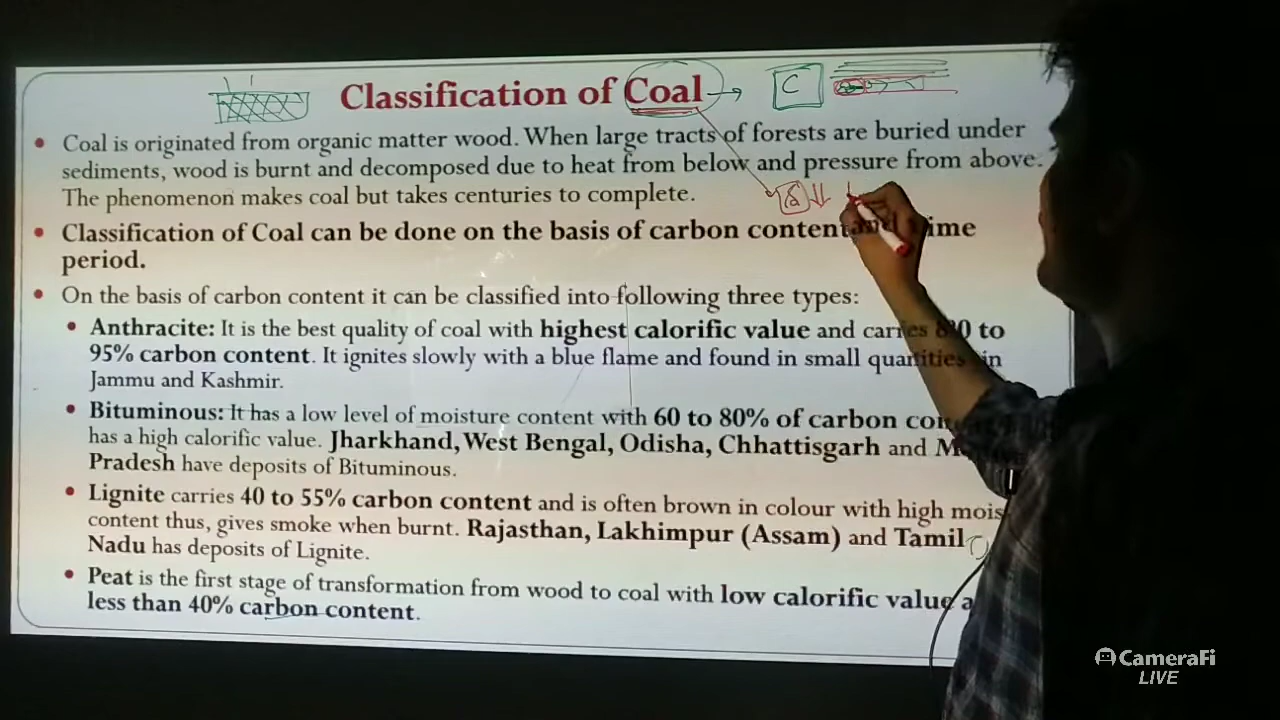 Classification of Coal
C
• Coal is originated from organic matter wood. When large tracts of forests are buried under
sediments, wood is burnt and decomposed due to heat from below and pressure from above.
The phenomenon makes coal but takes centuries to complete.
• Classification of Coal can be done on the basis of carbon content and time
period.
• On the basis of carbon content it can be classified into following three types:
• Anthracite: It is the best quality of coal with highest calorific value and carries to
95% carbon content. It ignites slowly with a blue flame and found in small quantities in
Jammu and Kashmir.
• Bituminous: It has a low level of moisture content with 60 to 80% of carbon
has a high calorific value. Jharkhand, West Bengal, Odisha, Chhattisgarh and
Pradesh have deposits of Bituminous.
• Lignite carries 40 to 55% carbon content and is often brown in colour with high mois
content thus, gives smoke when burnt. Rajasthan, Lakhimpur (Assam) and Tamil
Nadu has deposits of Lignite.
• Peat is the first stage of transformation from wood to coal with low calorific value a
less than 40% carbon content.
CameraFi
LIVE